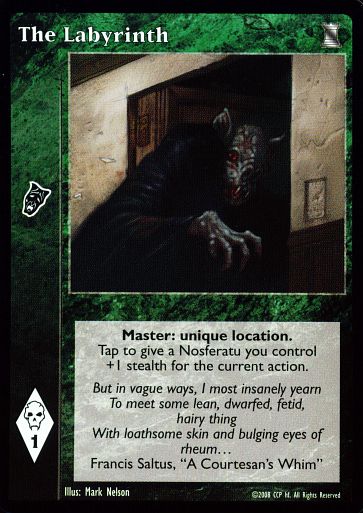 The Labyrinth
Master: unique location.
Tap to give a Nosferatu you control
+1 stealth for the current action.
But in vague ways, I most insanely yearn
To meet some lean, dwarfed, fetid,
hairy thing
With loathsome skin and bulging eyes of
rheum…
Francis Saltus, “A Courtesan’s Whim”
1
Illus: Mark Nelson
©2008 CCP hf. All Rights Reserved